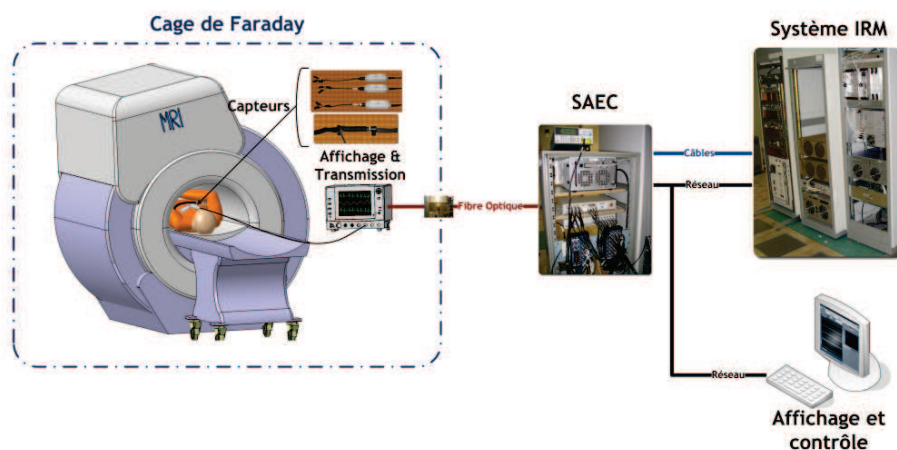 Cage de Faraday
Système IRM
MRI
Capteurs
SAEC
Affichage &
Transmission
Câbles
Réseau
Fibre Optique
Réseau
Affichage et
contrôle